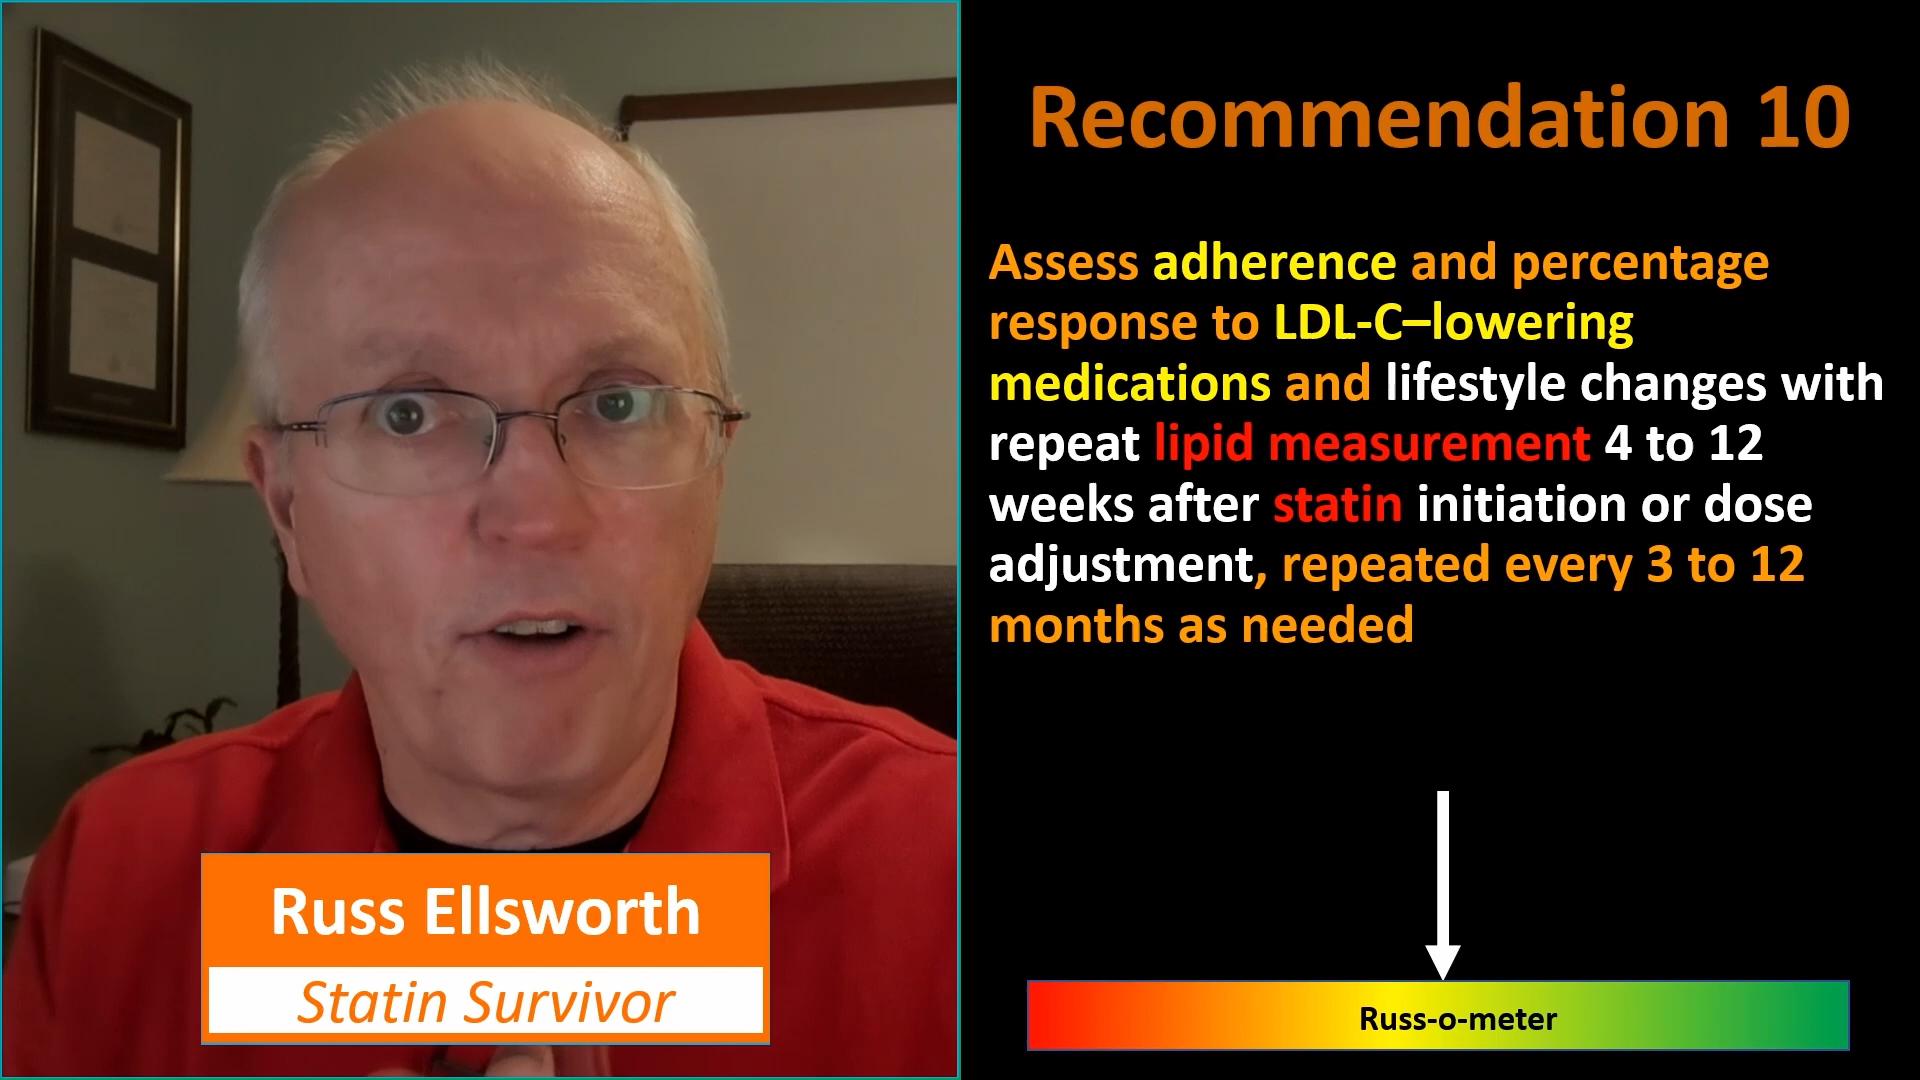 Recommendation 10
Assess adherence and percentage
response to LDL-C–lowering
medications and lifestyle changes with
repeat lipid measurement 4 to 12
weeks after statin initiation or dose
adjustment, repeated every 3 to 12
months as needed
Russ Ellsworth
Statin Survivor
Russ-o-meter